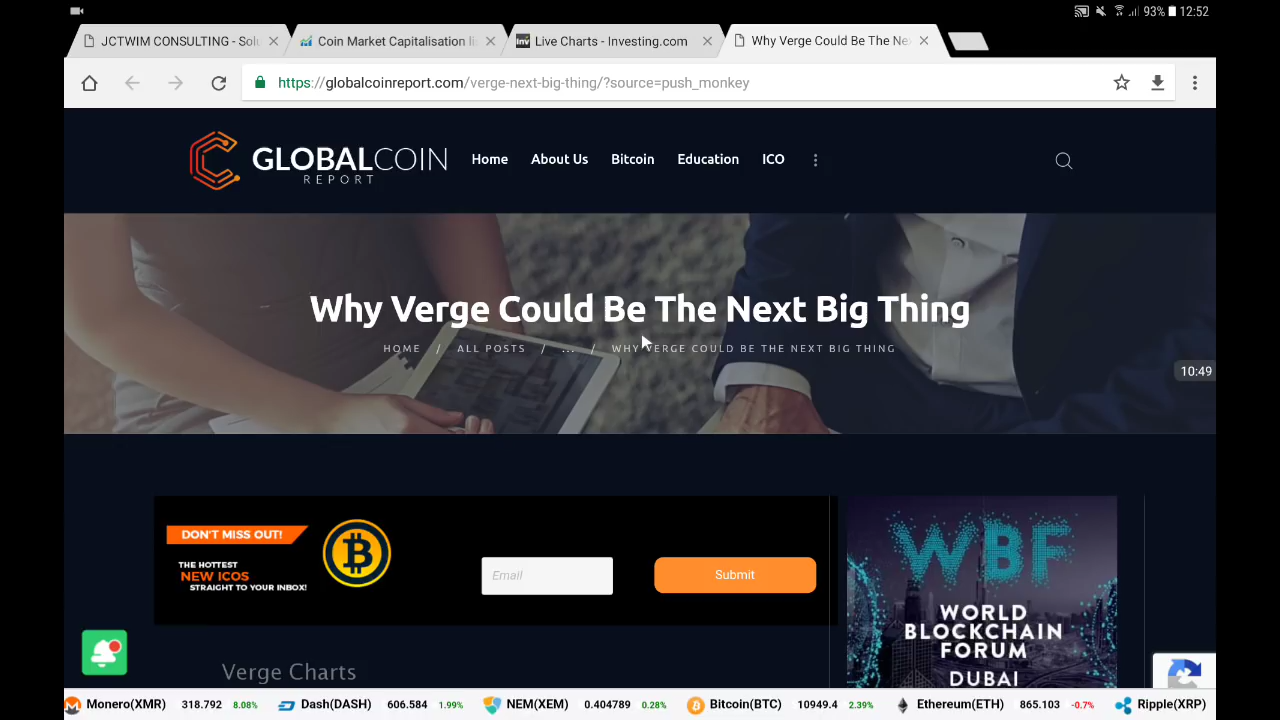 93% 12:52
JCTWIM CONSULTING - Solu
Coin Market Capitalisation li
Live Charts - Investing.com
Why Verge Could Be The Ne
https://globalcoinreport.com/verge-next-big-thing/?source=push_monkey
GLOBALCOIN
REPORT
Home
About Us
Bitcoin
Education
ICO
Why Verge Could Be The Next Big Thing
HOME / ALL POSTS / ... / WHY VERGE COULD BE THE NEXT BIG THING
10:49
DON'T MISS OUT!
THE HOTTEST
NEW ICOS
STRAIGHT TO YOUR INBOX!
Email
Submit
WBF
WORLD
BLOCKCHAIN
FORUM
DUBAI
Verge Charts
Monero(XMR) 318.792 8.08% Dash(DASH) 606.584 1.99% NEM(XEM) 0.404789 0.28% Bitcoin(BTC) 10949.4 2.39% Ethereum(ETH) 865.103 -0.7% Ripple(XRP)